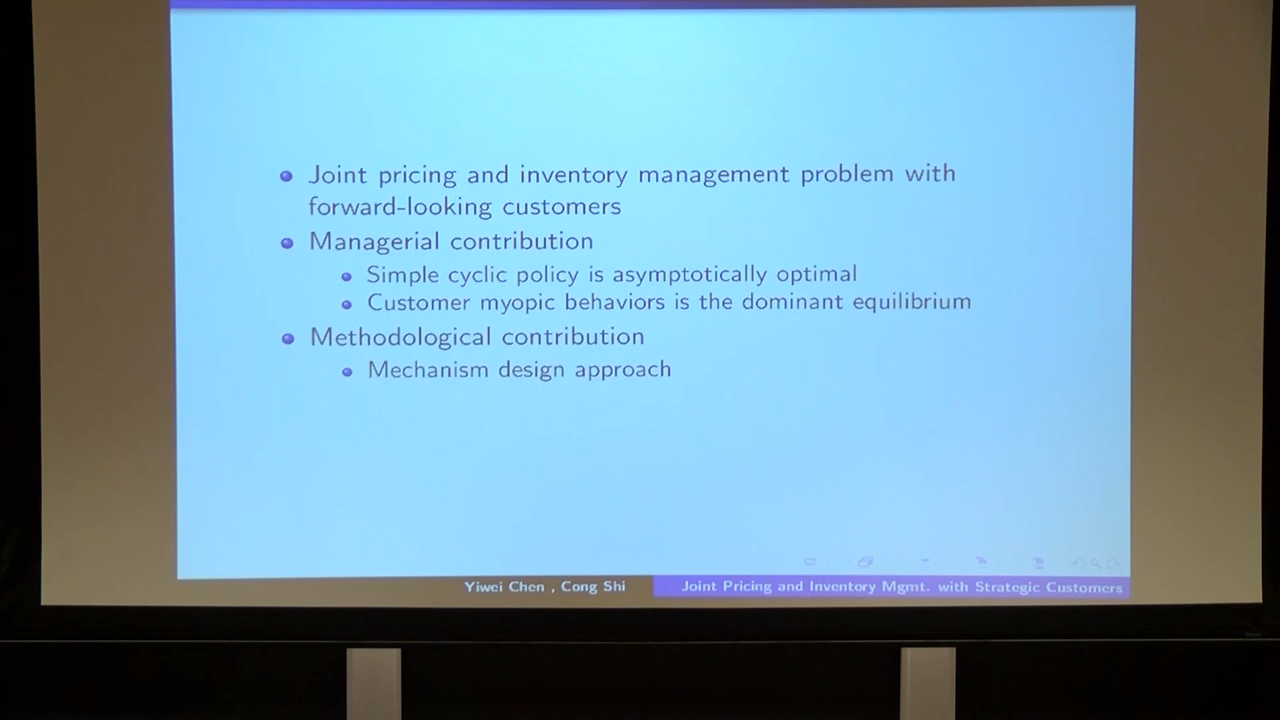 Joint pricing and inventory management problem with
forward-looking customers
Managerial contribution
Simple cyclic policy is asymptotically optimal
Customer myopic behaviors is the dominant equilibrium
Methodological contribution
Mechanism design approach
Yiwei Chen , Cong Shi
Joint Pricing and Inventory Mgmt. with Strategic Customers